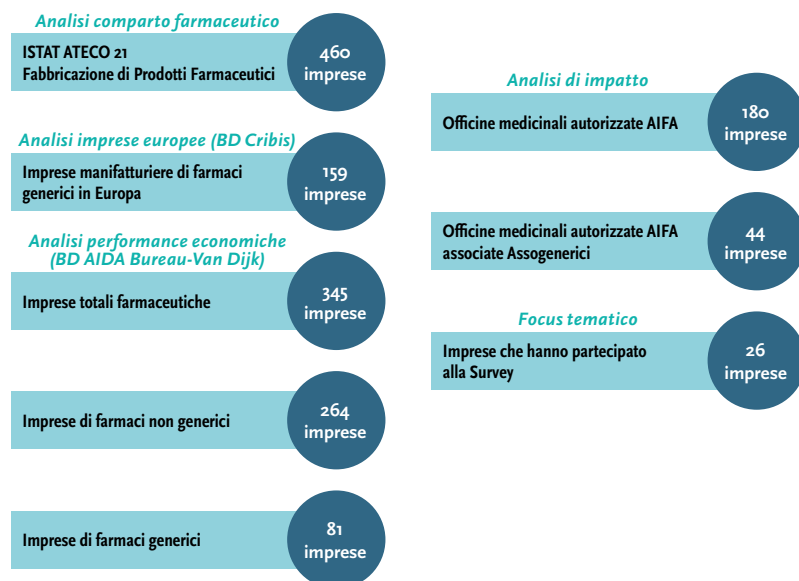 Analisi comparto farmaceutico
ISTAT ATECO 21
Fabbricazione di Prodotti Farmaceutici
460
imprese
Analisi imprese europee (BD Cribis)
Imprese manifatturiere di farmaci
generici in Europa
159
imprese
Analisi performance economiche
(BD AIDA Bureau-Van Dijk)
Imprese totali farmaceutiche
345
imprese
Imprese di farmaci non generici
264
imprese
Imprese di farmaci generici
81
imprese
Analisi di impatto
Officine medicinali autorizzate AIFA
180
imprese
Officine medicinali autorizzate AIFA
associate Assogenerici
44
imprese
Focus tematico
Imprese che hanno partecipato
alla Survey
26
imprese